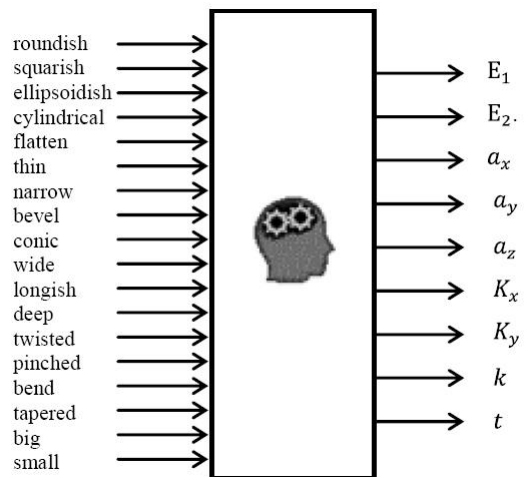 roundish
squarish
ellipsoidish
cylindrical
flatten
thin
narrow
bevel
conic
wide
longish
deep
twisted
pinched
bend
tapered
big
small
E₁
E₂.
aₓ
a_y
a_z
Kₓ
K_y
k
t